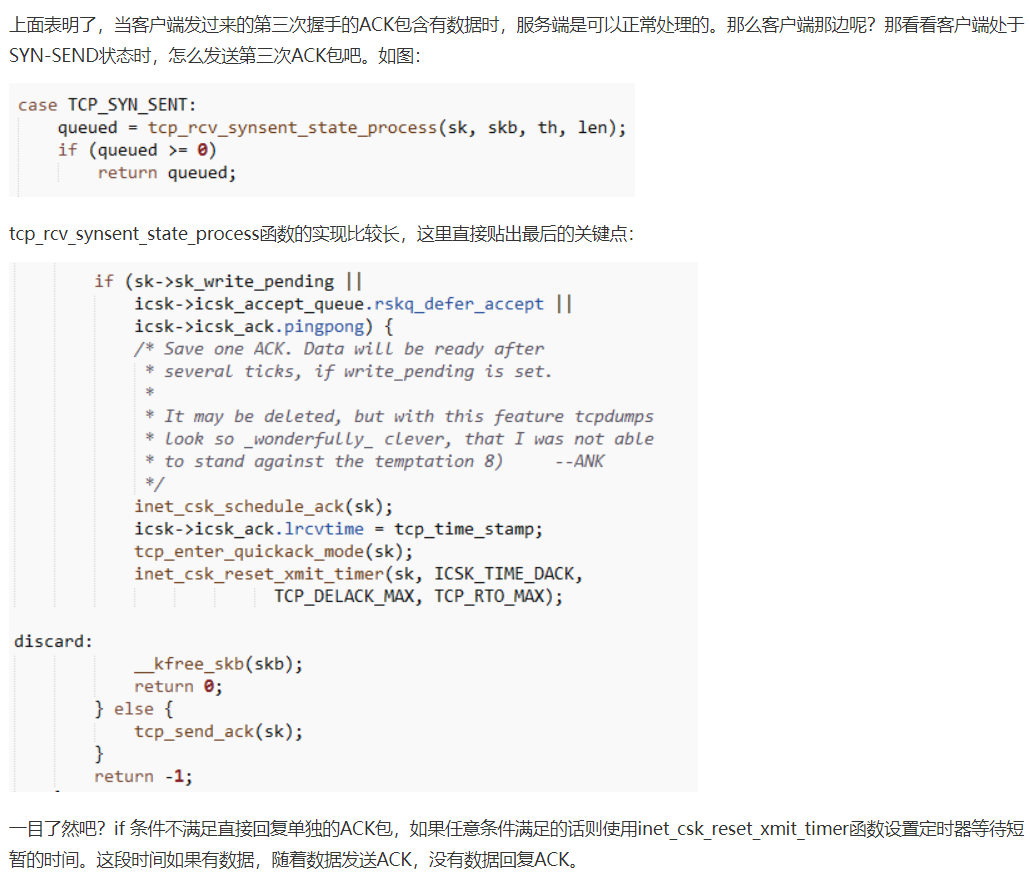 上面表明了，当客户端发过来的第三次握手的ACK包含有数据时，服务端是可以正常处理的。那么客户端那边呢？那看看客户端处于
SYN-SEND状态时，怎么发送第三次ACK包吧。如图：
case TCP_SYN_SENT:
queued = tcp_rcv_synsent_state_process(sk, skb, th, len);
if (queued >= 0)
return queued;
tcp_rcv_synsent_state_process函数的实现比较长，这里直接贴出最后的关键点：
if (sk->sk_write_pending ||
icsk->icsk_accept_queue.rskq_defer_accept ||
icsk->icsk_ack.pingpong) {
/* Save one ACK. Data will be ready after
* several ticks, if write_pending is set.
*
* It may be deleted, but with this feature tcpdumps
* look so _wonderfully_ clever, that I was not able
* to stand against the temptation 8) --ANK
*/
inet_csk_schedule_ack(sk);
icsk->icsk_ack.lrcvtime = tcp_time_stamp;
tcp_enter_quickack_mode(sk);
inet_csk_reset_xmit_timer(sk, ICSK_TIME_DACK,
TCP_DELACK_MAX, TCP_RTO_MAX);
discard:
__kfree_skb(skb);
return 0;
} else {
tcp_send_ack(sk);
}
return -1;
一目了然吧？if 条件不满足直接回复单独的ACK包，如果任意条件满足的话则使用inet_csk_reset_xmit_timer函数设置定时器等待短
暂的时间。这段时间如果有数据，随着数据发送ACK，没有数据回复ACK。